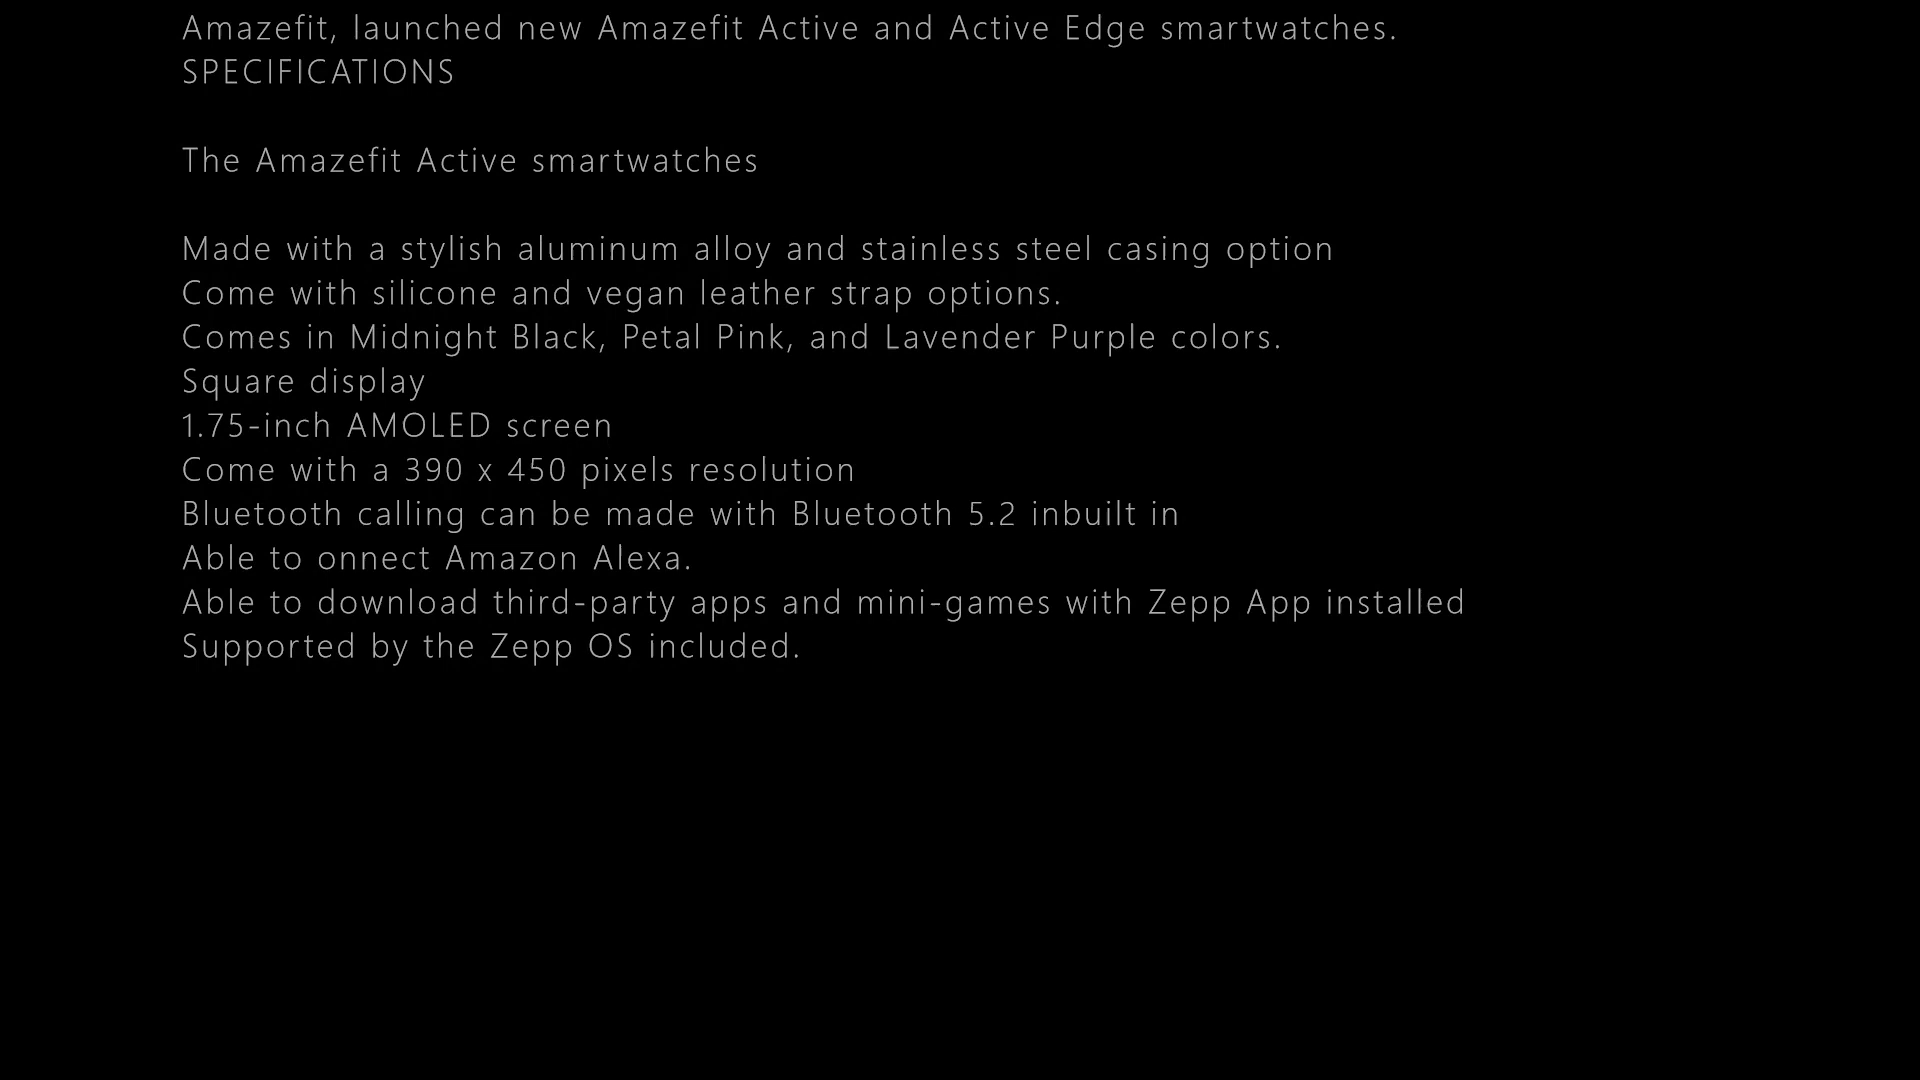 Amazefit, launched new Amazefit Active and Active Edge smartwatches.
SPECIFICATIONS
The Amazefit Active smartwatches
Made with a stylish aluminum alloy and stainless steel casing option
Come with silicone and vegan leather strap options.
Comes in Midnight Black, Petal Pink, and Lavender Purple colors.
Square display
1.75-inch AMOLED screen
Come with a 390 x 450 pixels resolution
Bluetooth calling can be made with Bluetooth 5.2 inbuilt in
Able to onnect Amazon Alexa.
Able to download third-party apps and mini-games with Zepp App installed
Supported by the Zepp OS included.